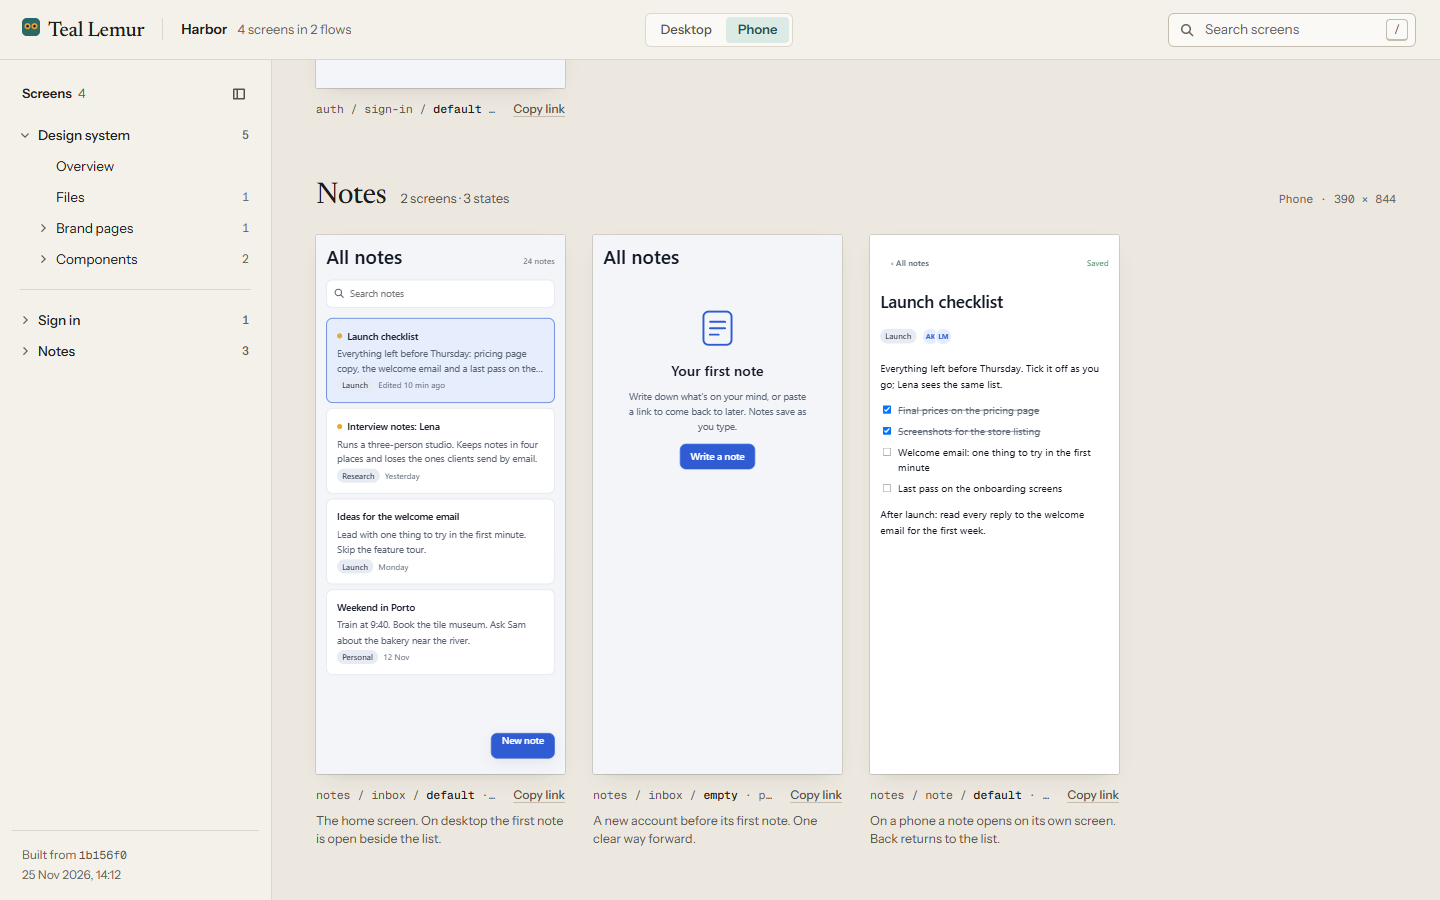 Teal Lemur
Harbor 4 screens in 2 flows
Desktop Phone
Search screens /
Screens 4
Design system 5
Overview
Files 1
Brand pages 1
Components 2
Sign in 1
Notes 3
Built from 1b156f0
25 Nov 2026, 14:12
auth / sign-in / default … Copy link
Notes 2 screens · 3 states
Phone · 390 × 844
All notes 24 notes
Search notes
Launch checklist
Everything left before Thursday: pricing page
copy, the welcome email and a last pass on the...
Launch Edited 10 min ago
Interview notes: Lena
Runs a three-person studio. Keeps notes in four
places and loses the ones clients send by email.
Research Yesterday
Ideas for the welcome email
Lead with one thing to try in the first minute.
Skip the feature tour.
Launch Monday
Weekend in Porto
Train at 9:40. Book the tile museum. Ask Sam
about the bakery near the river.
Personal 12 Nov
New note
notes / inbox / default ·… Copy link
The home screen. On desktop the first note
is open beside the list.
All notes
Your first note
Write down what's on your mind, or paste
a link to come back to later. Notes save as
you type.
Write a note
notes / inbox / empty · p… Copy link
A new account before its first note. One
clear way forward.
‹ All notes Saved
Launch checklist
Launch AK LM
Everything left before Thursday. Tick it off as you
go; Lena sees the same list.
Final prices on the pricing page
Screenshots for the store listing
Welcome email: one thing to try in the first
minute
Last pass on the onboarding screens
After launch: read every reply to the welcome
email for the first week.
notes / note / default · … Copy link
On a phone a note opens on its own screen.
Back returns to the list.